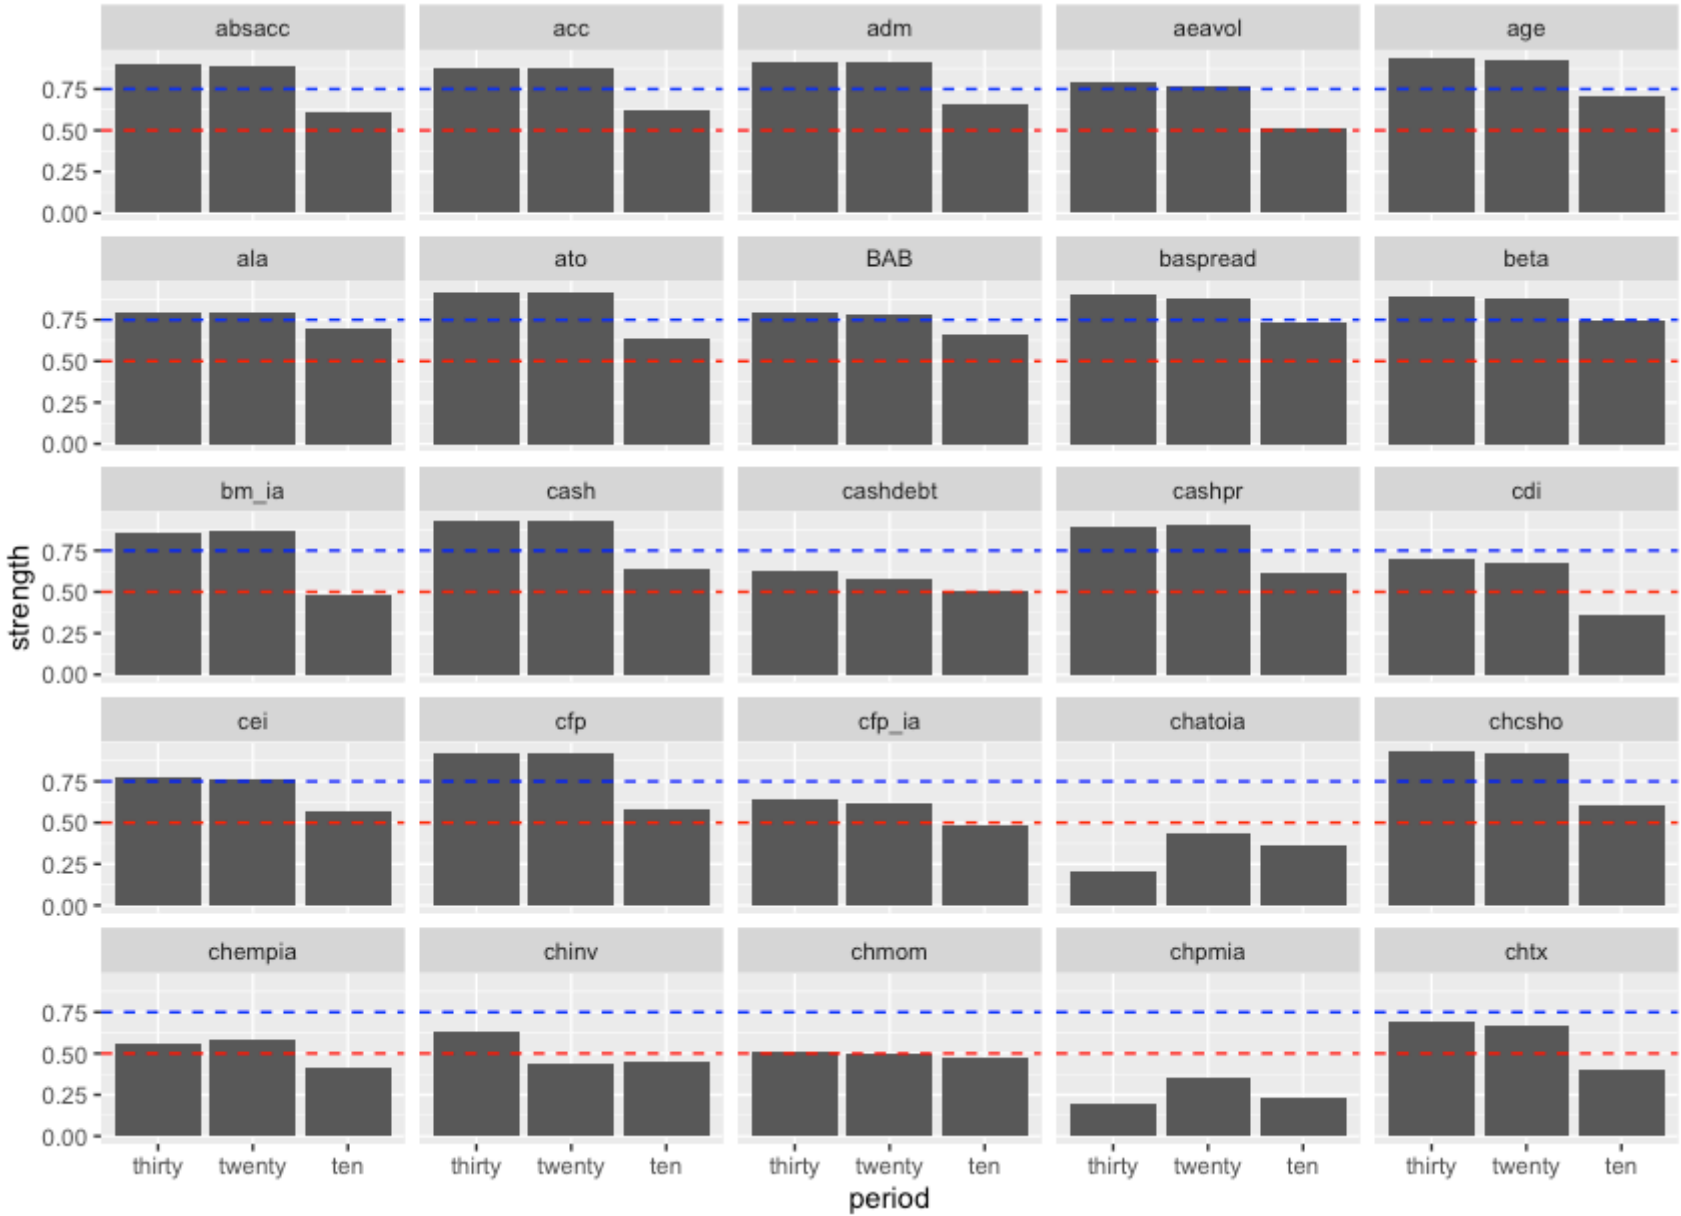 absacc acc adm aeavol age
0.75
0.50
0.25
0.00
ala ato BAB baspread beta
0.75
0.50
0.25
0.00
bm_ia cash cashdebt cashpr cdi
0.75
0.50
0.25
0.00
strength
cei cfp cfp_ia chatoia chcsho
0.75
0.50
0.25
0.00
chempia chinv chmom chpmia chtx
0.75
0.50
0.25
0.00
thirty twenty ten thirty twenty ten thirty twenty ten thirty twenty ten thirty twenty ten
period